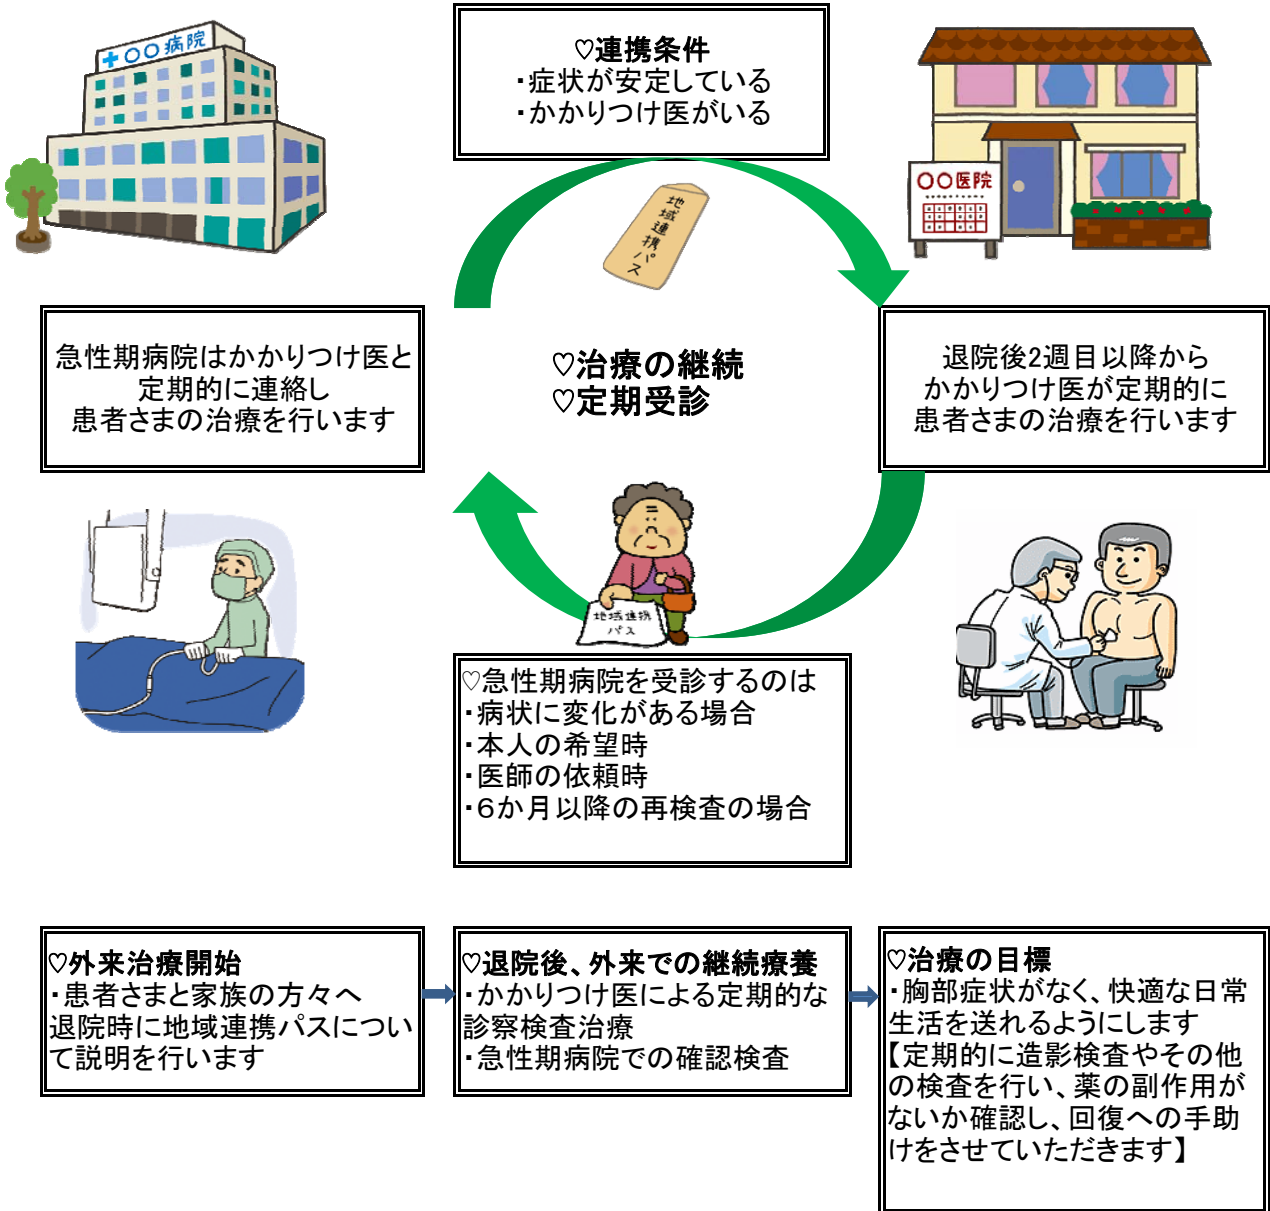 〇〇病院
♡連携条件
・症状が安定している
・かかりつけ医がいる
〇〇医院
地域連携パス
急性期病院はかかりつけ医と
定期的に連絡し
患者さまの治療を行います
♡治療の継続
♡定期受診
退院後2週目以降から
かかりつけ医が定期的に
患者さまの治療を行います
地域連携
パス
♡急性期病院を受診するのは
・病状に変化がある場合
・本人の希望時
・医師の依頼時
・6か月以降の再検査の場合
♡外来治療開始
・患者さまと家族の方々へ
退院時に地域連携パスについ
て説明を行います
♡退院後、外来での継続療養
・かかりつけ医による定期的な
診察検査治療
・急性期病院での確認検査
♡治療の目標
・胸部症状がなく、快適な日常
生活を送れるようにします
【定期的に造影検査やその他
の検査を行い、薬の副作用が
ないか確認し、回復への手助
けをさせていただきます】